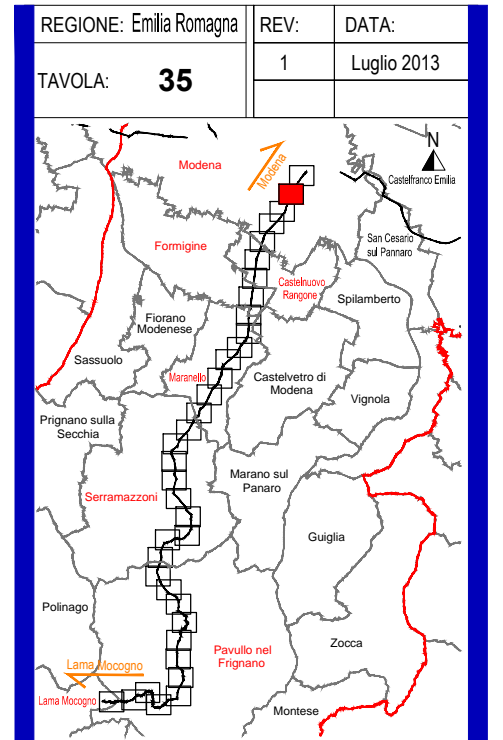 REGIONE: Emilia Romagna
REV:
DATA:
TAVOLA: 35
1
Luglio 2013
N
Modena
Modena
Castelfranco Emilia
Formigine
San Cesario
sul Pannaro
Castelnuovo
Rangone
Spilamberto
Fiorano
Modenese
Sassuolo
Maranello
Castelvetro di
Modena
Vignola
Prignano sulla
Secchia
Marano sul
Panaro
Serramazzoni
Guiglia
Polinago
Zocca
Pavullo nel
Frignano
Lama Mocogno
Lama Mocogno
Montese